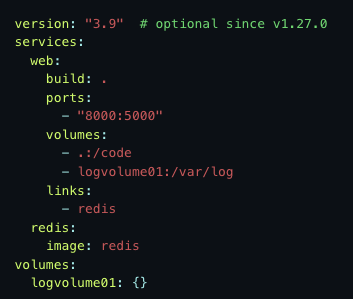 version: "3.9"  # optional since v1.27.0
services:
  web:
    build: .
    ports:
      - "8000:5000"
    volumes:
      - .:/code
      - logvolume01:/var/log
    links:
      - redis
  redis:
    image: redis
volumes:
  logvolume01: {}